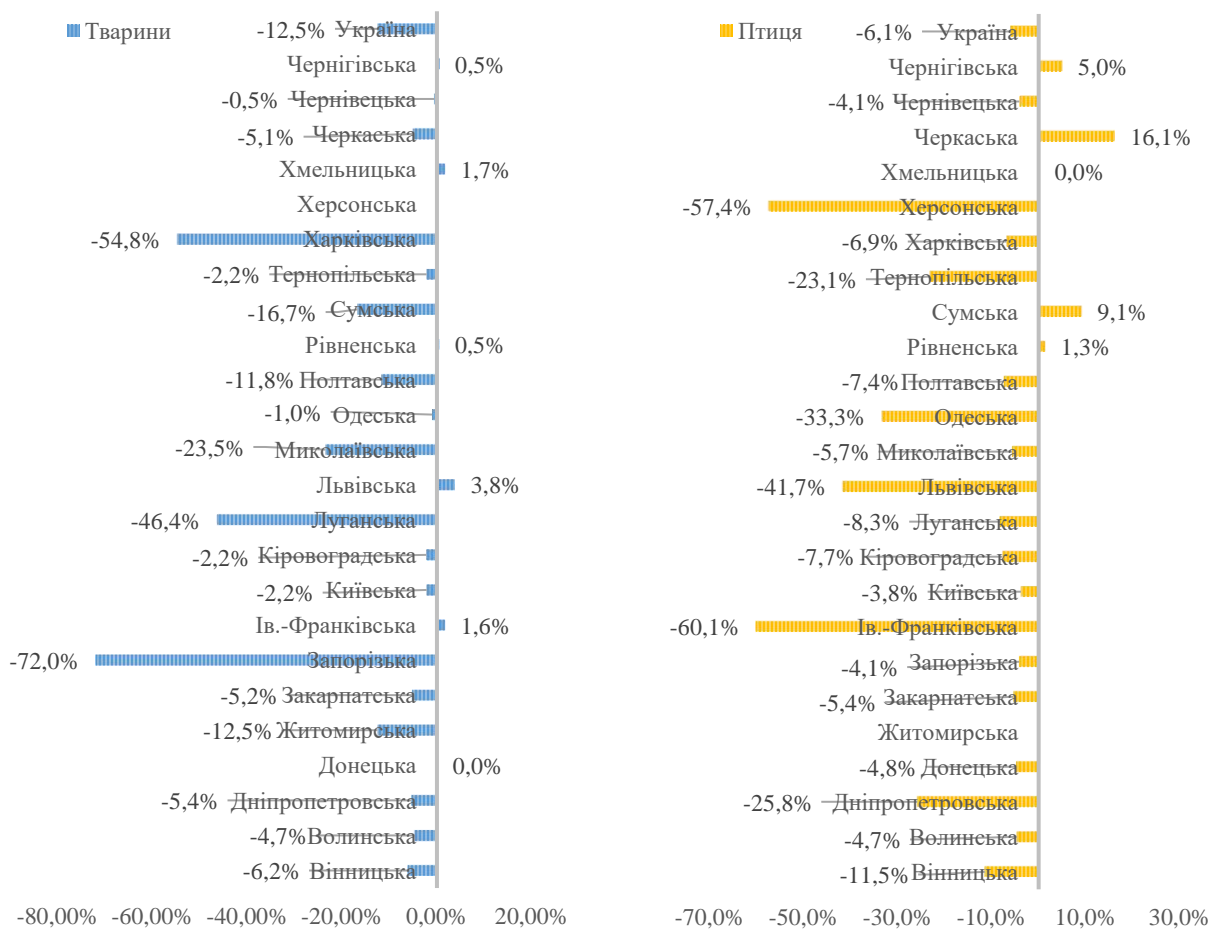 Тварини
-12,5% Україна
Чернігівська 0,5%
-0,5% Чернівецька
-5,1% Черкаська
Хмельницька 1,7%
Херсонська
-54,8% Харківська
-2,2% Тернопільська
-16,7% Сумська
Рівненська 0,5%
-11,8% Полтавська
-1,0% Одеська
-23,5% Миколаївська
Львівська 3,8%
-46,4% Луганська
-2,2% Кіровоградська
-2,2% Київська
Ів.-Франківська 1,6%
-72,0% Запорізька
-5,2% Закарпатська
-12,5% Житомирська
Донецька 0,0%
-5,4% Дніпропетровська
-4,7% Волинська
-6,2% Вінницька
-80,00% -60,00% -40,00% -20,00% 0,00% 20,00%
Птиця
-6,1% Україна
Чернігівська 5,0%
-4,1% Чернівецька
Черкаська 16,1%
Хмельницька 0,0%
-57,4% Херсонська
-6,9% Харківська
-23,1% Тернопільська
Сумська 9,1%
Рівненська 1,3%
-7,4% Полтавська
-33,3% Одеська
-5,7% Миколаївська
-41,7% Львівська
-8,3% Луганська
-7,7% Кіровоградська
-3,8% Київська
-60,1% Ів.-Франківська
-4,1% Запорізька
-5,4% Закарпатська
Житомирська
-4,8% Донецька
-25,8% Дніпропетровська
-4,7% Волинська
-11,5% Вінницька
-70,0% -50,0% -30,0% -10,0% 10,0% 30,0%